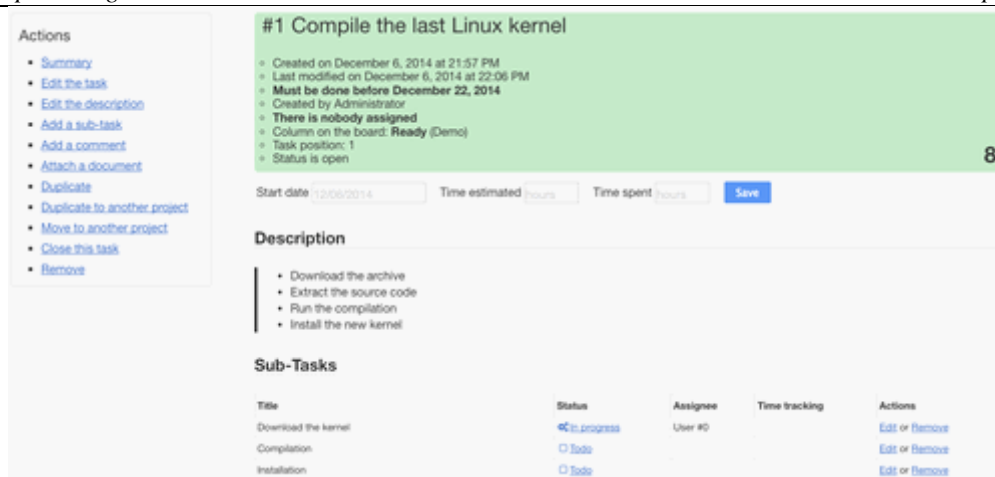 Actions
Summary
Edit the task
Edit the description
Add a sub-task
Add a comment
Attach a document
Duplicate
Duplicate to another project
Move to another project
Close this task
Remove
#1 Compile the last Linux kernel
Created on December 6, 2014 at 21:57 PM
Last modified on December 6, 2014 at 22:06 PM
Must be done before December 22, 2014
Created by Administrator
There is nobody assigned
Column on the board: Ready (Demo)
Task position: 1
Status is open
8
Start date 12/06/2014 Time estimated hours Time spent hours Save
Description
Download the archive
Extract the source code
Run the compilation
Install the new kernel
Sub-Tasks
Title Status Assignee Time tracking Actions
Download the kernel In progress User #0 Edit or Remove
Compilation Todo Edit or Remove
Installation Todo Edit or Remove